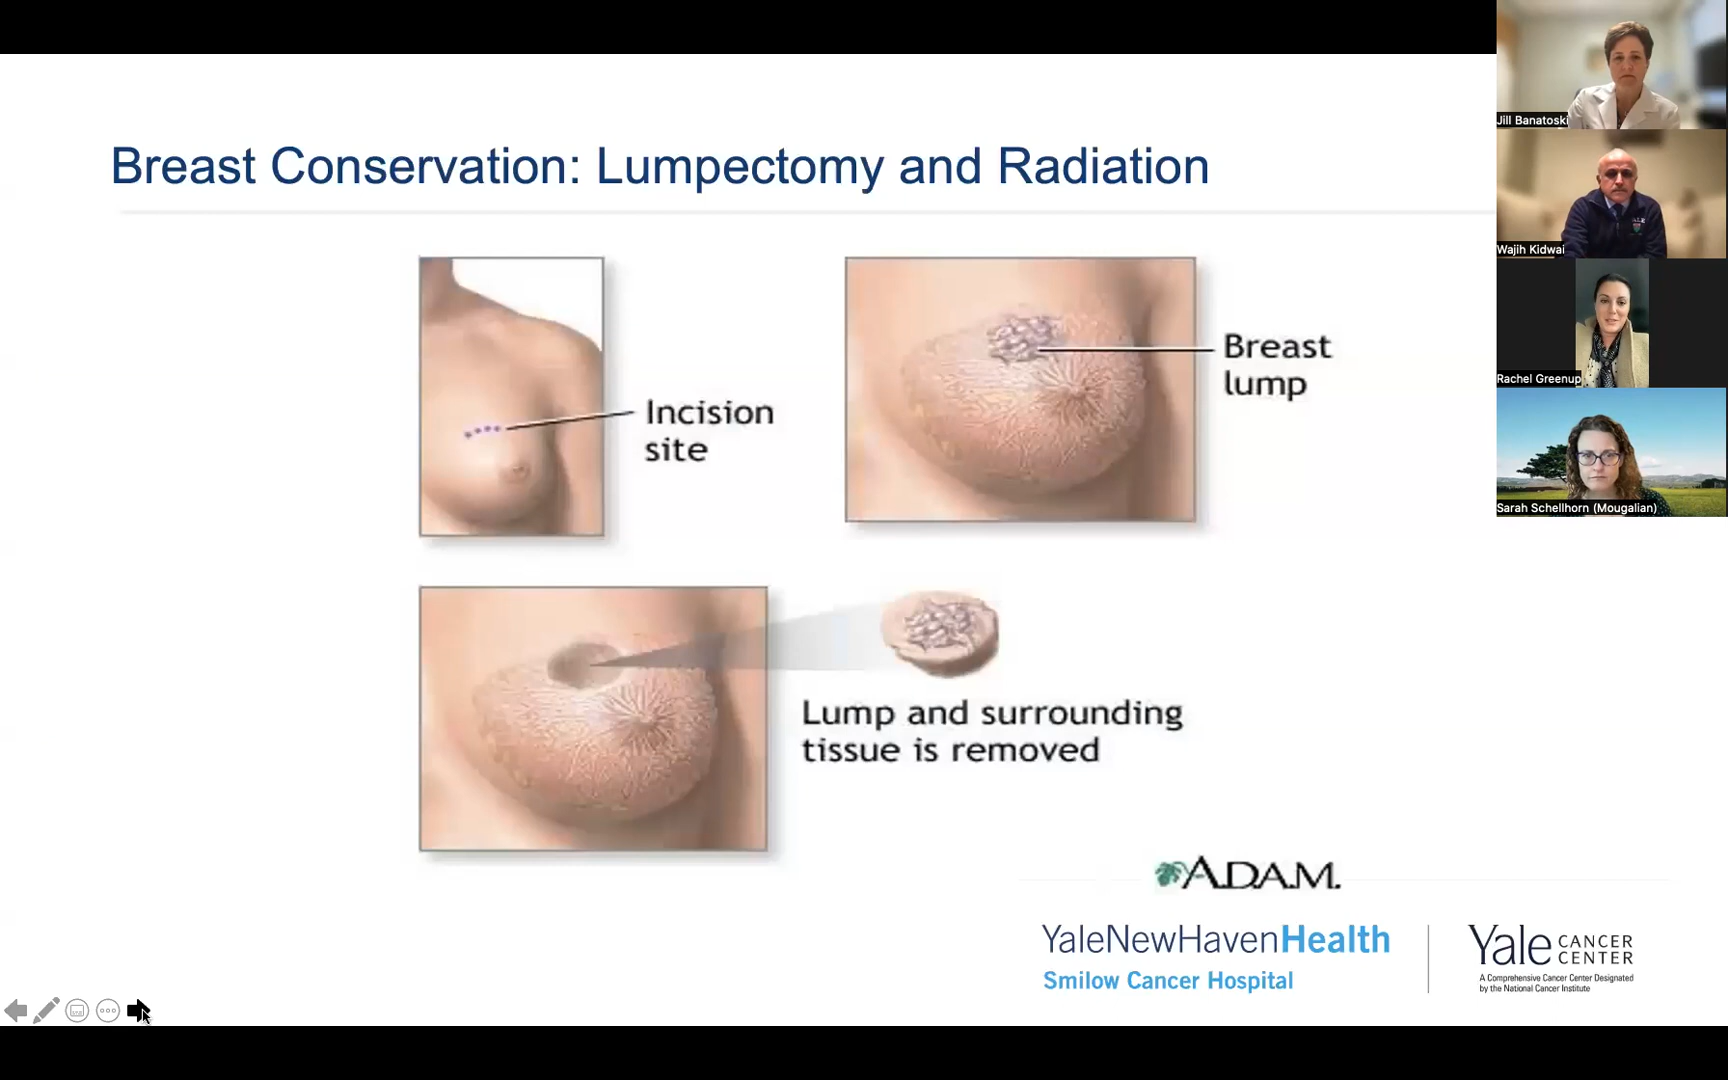 Breast Conservation: Lumpectomy and Radiation
Incision
site
Breast
lump
Lump and surrounding
tissue is removed
A.D.A.M.
YaleNewHavenHealth
Smilow Cancer Hospital
Yale CANCER
CENTER
A Comprehensive Cancer Center Designated
by the National Cancer Institute
Jill Banatoski
Wajih Kidwai
Rachel Greenup
Sarah Schellhorn (Mougalian)